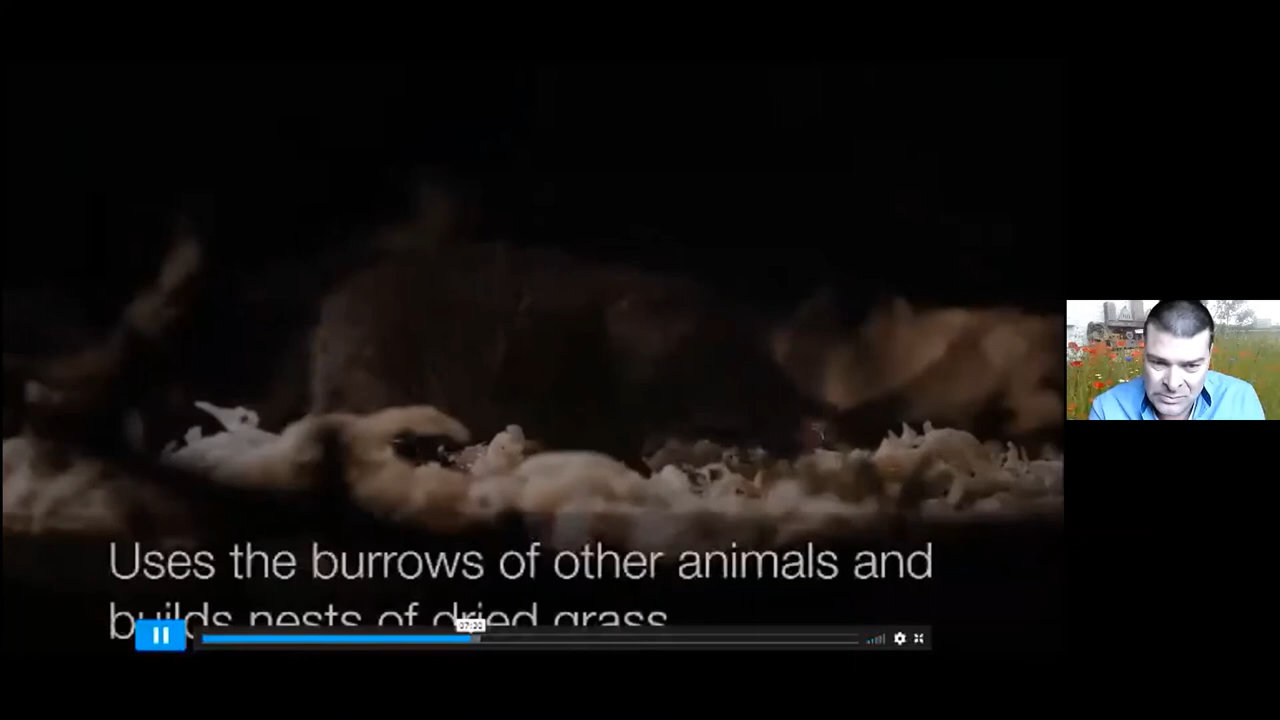 Uses the burrows of other animals and
builds nests of dried grass